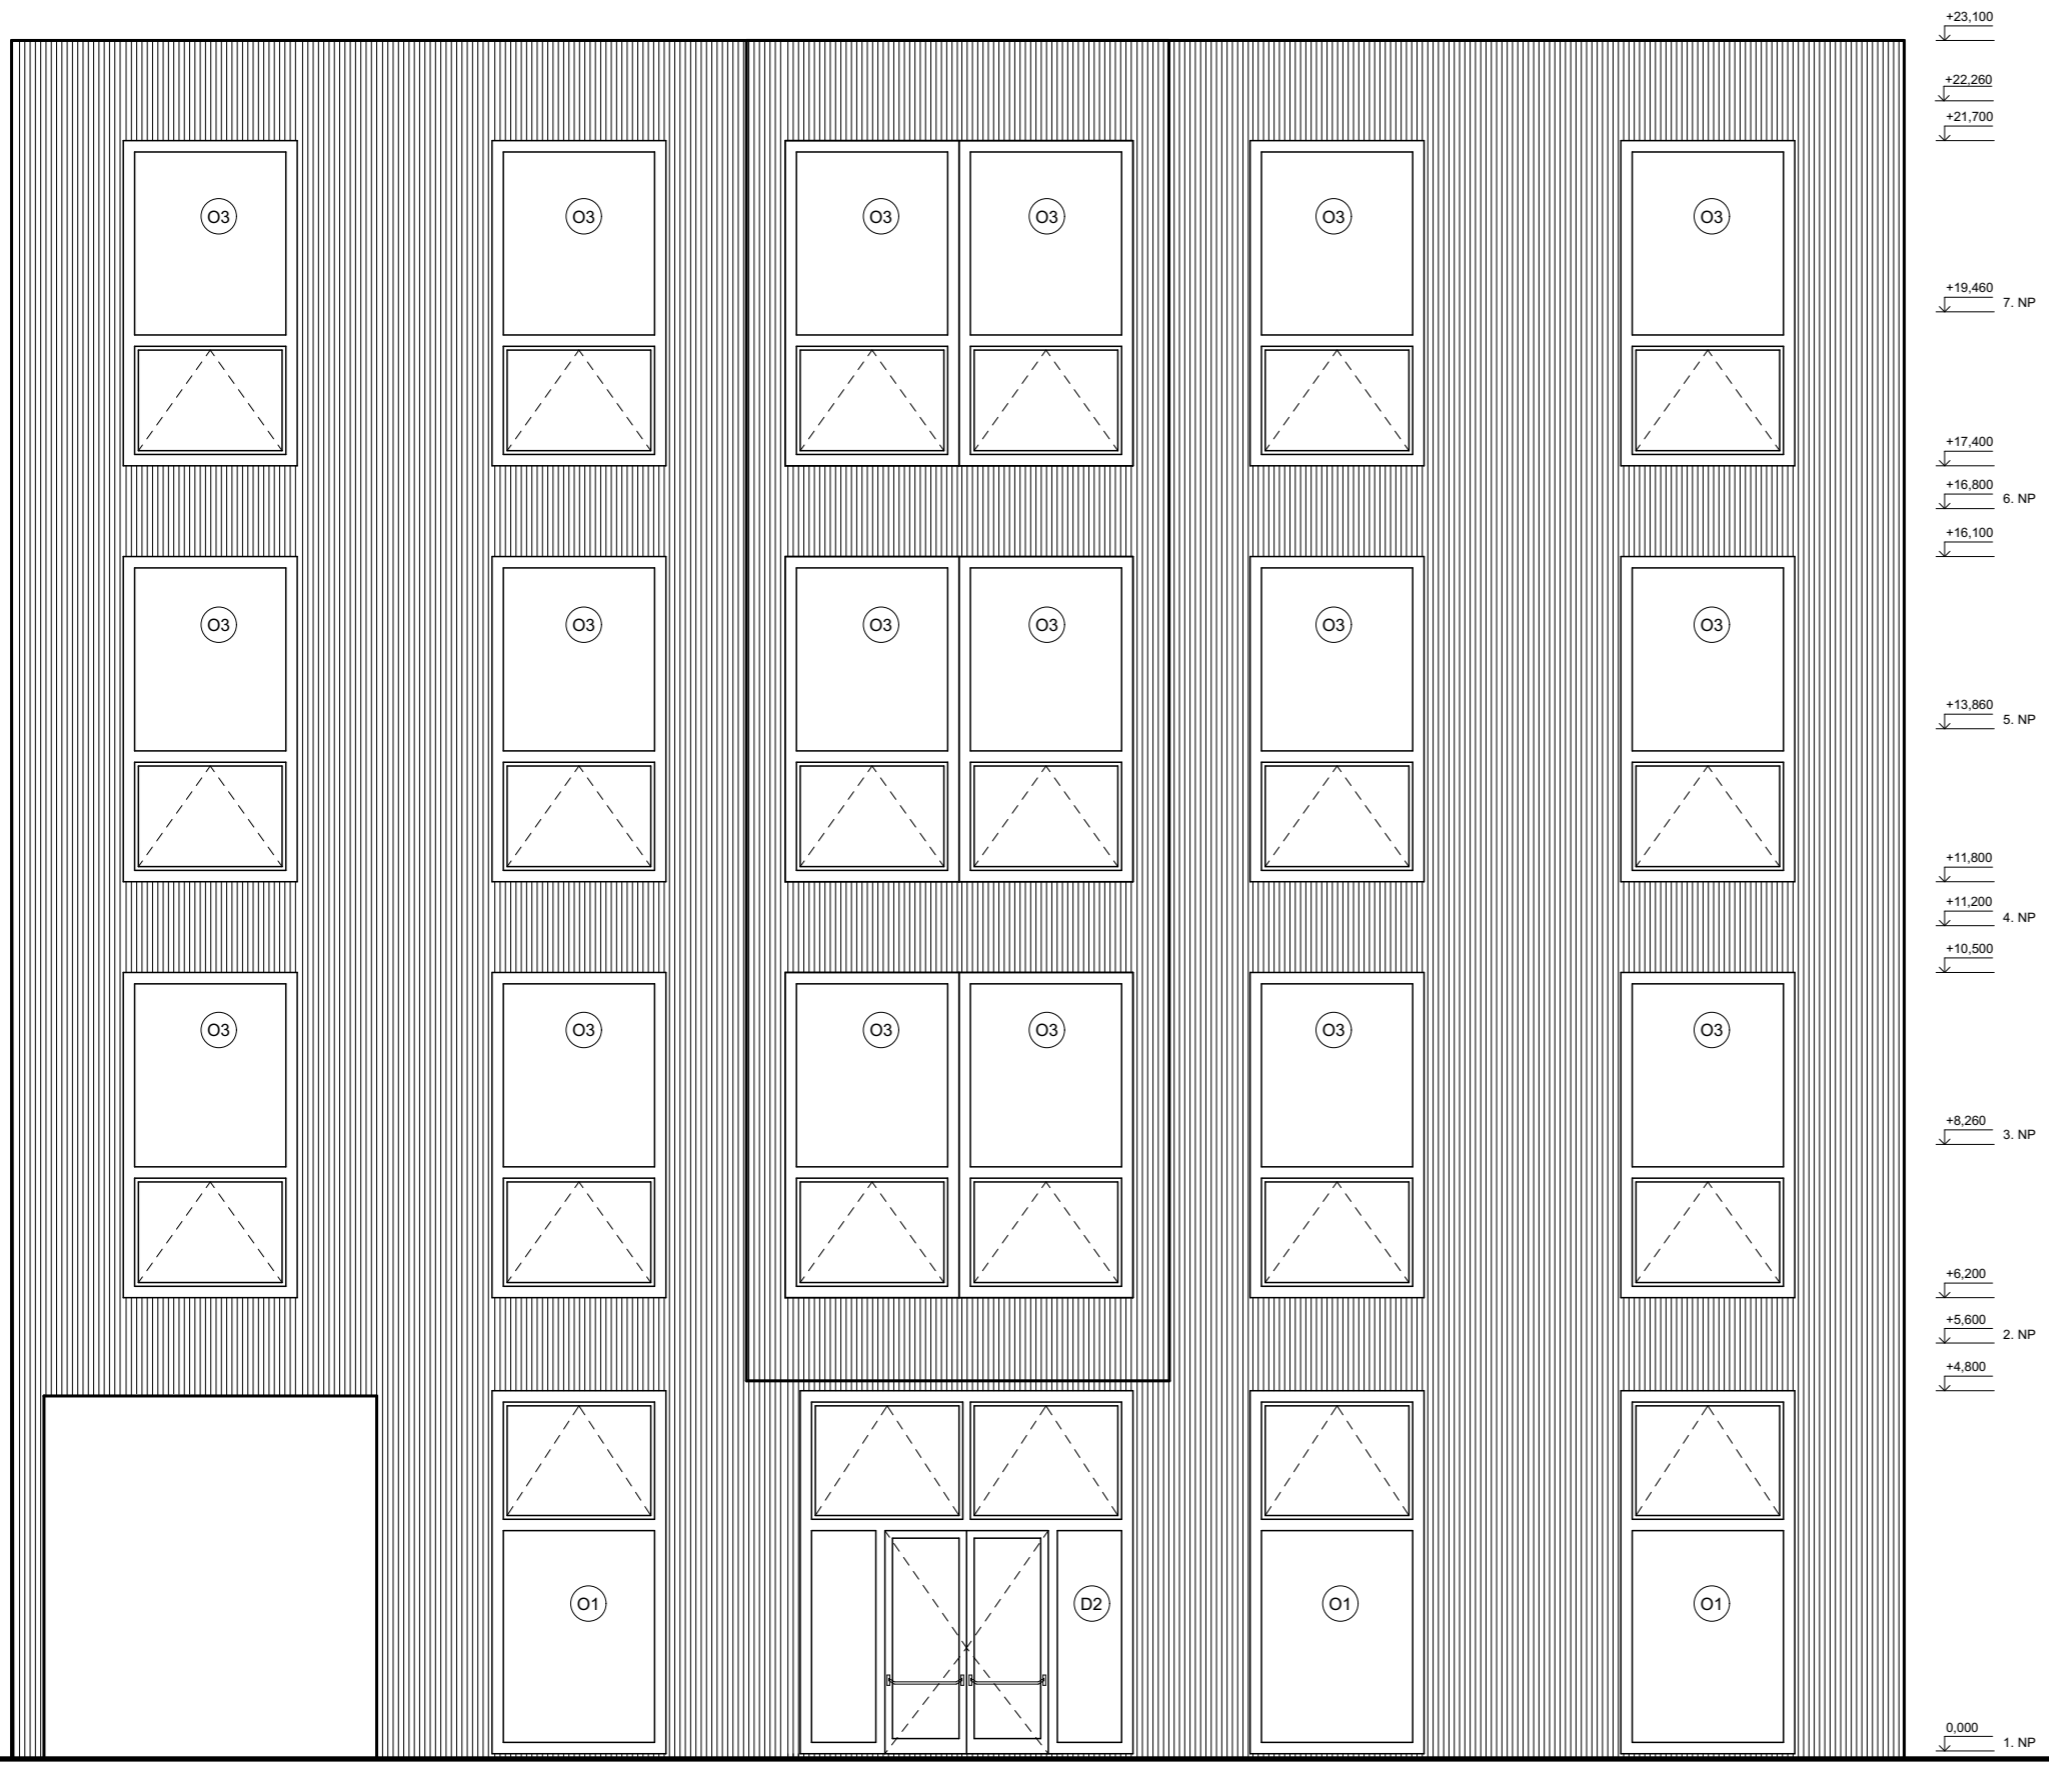 +23,100
+22,260
+21,700
O3 O3 O3 O3 O3 O3
+19,460 7. NP
+17,400
+16,800 6. NP
+16,100
O3 O3 O3 O3 O3 O3
+13,860 5. NP
+11,800
+11,200 4. NP
+10,500
O3 O3 O3 O3 O3 O3
+8,260 3. NP
+6,200
+5,600 2. NP
+4,800
O1 D2 O1 O1
0,000 1. NP